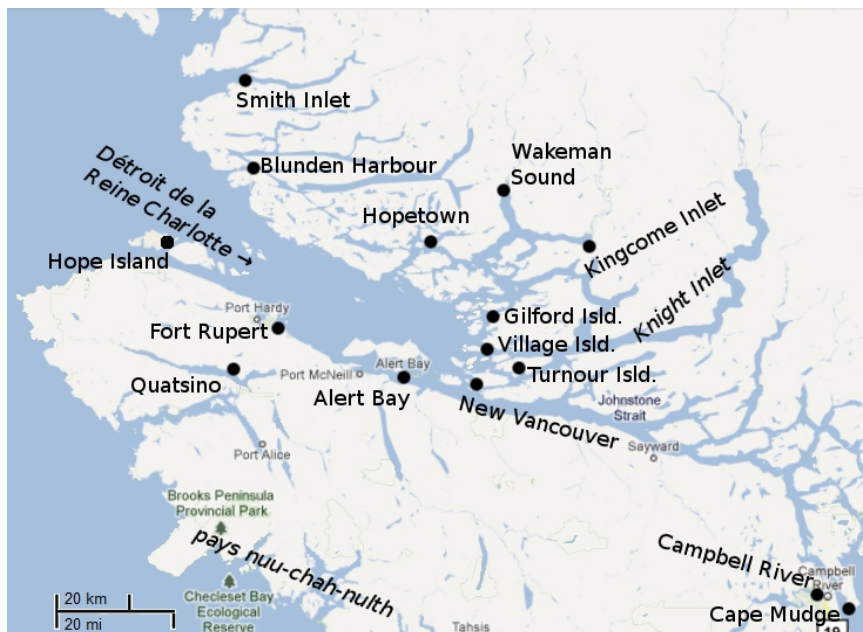 Smith Inlet
Détroit de la
Reine Charlotte →
Blunden Harbour
Wakeman
Sound
Hopetown
Hope Island
Kingcome Inlet
Knight Inlet
Port Hardy
Fort Rupert
Gilford Isld.
Village Isld.
Turnour Isld.
Quatsino
Port McNeill
Alert Bay
Alert Bay
New Vancouver
Johnstone
Strait
Sayward
Port Alice
Brooks Peninsula
Provincial Park
pays nuu-chah-nulth
Checleset Bay
Ecological
Reserve
Tahsis
Campbell River
Campbell
River
Cape Mudge
19
20 km
20 mi